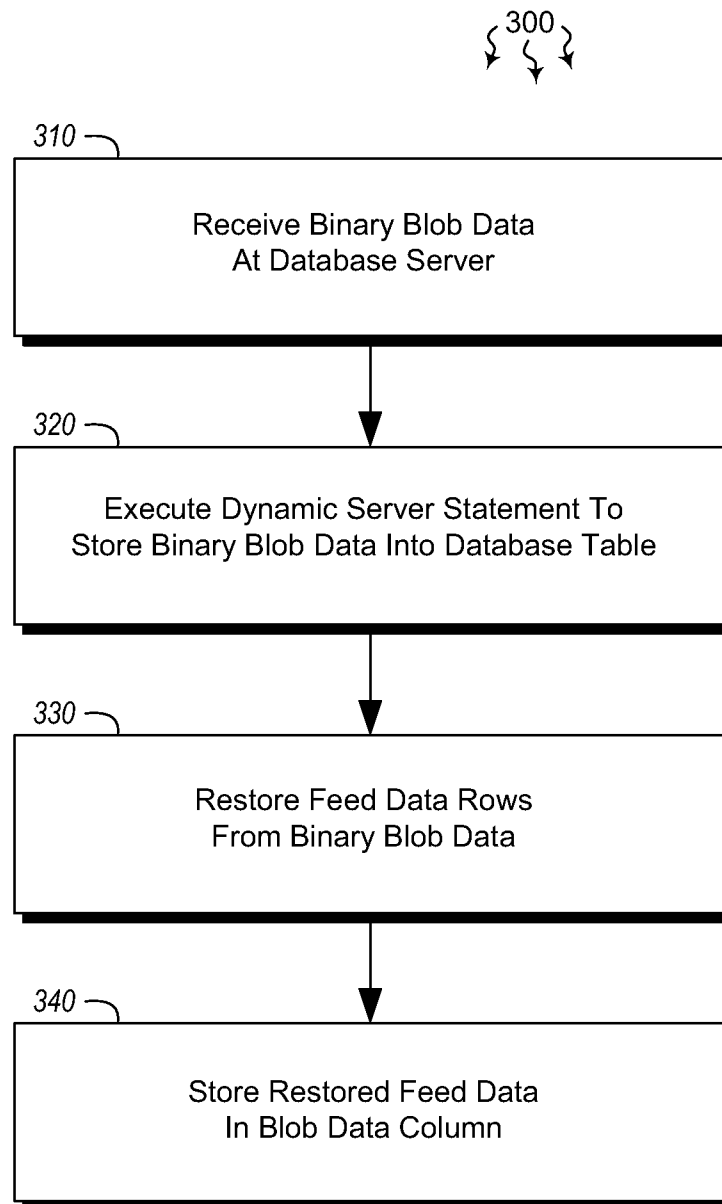 300
310
Receive Binary Blob Data
At Database Server
320
Execute Dynamic Server Statement To
Store Binary Blob Data Into Database Table
330
Restore Feed Data Rows
From Binary Blob Data
340
Store Restored Feed Data
In Blob Data Column